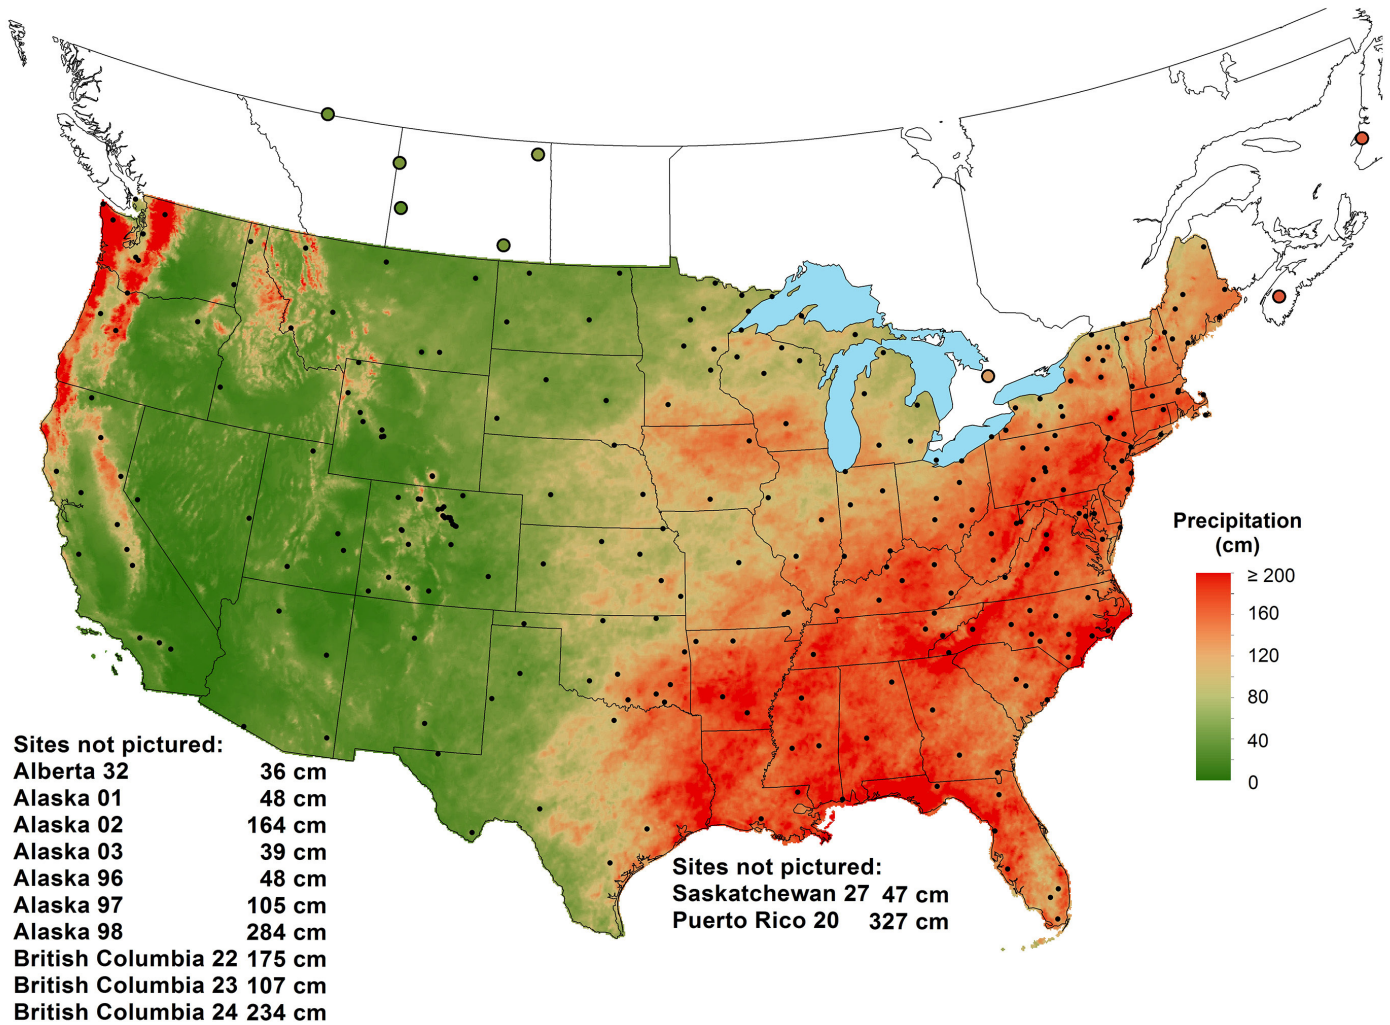 Precipitation
(cm)
≥ 200
160
120
80
40
0
Sites not pictured:
Alberta 32 36 cm
Alaska 01 48 cm
Alaska 02 164 cm
Alaska 03 39 cm
Alaska 96 48 cm
Alaska 97 105 cm
Alaska 98 284 cm
British Columbia 22 175 cm
British Columbia 23 107 cm
British Columbia 24 234 cm
Sites not pictured:
Saskatchewan 27 47 cm
Puerto Rico 20 327 cm